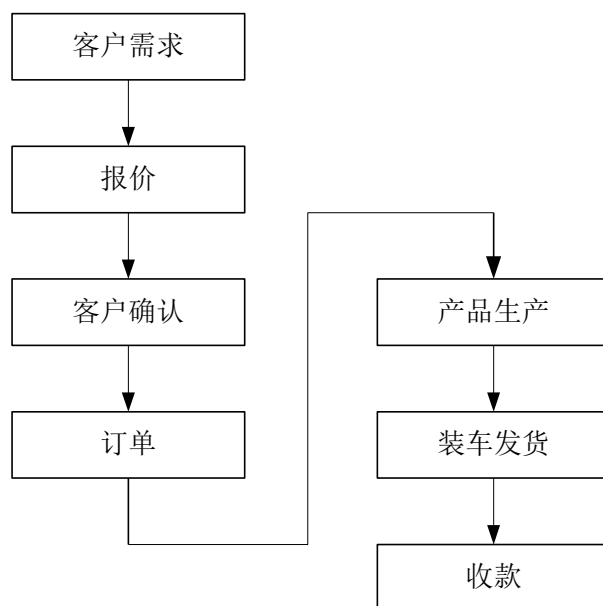 客户需求
报价
客户确认
订单
产品生产
装车发货
收款